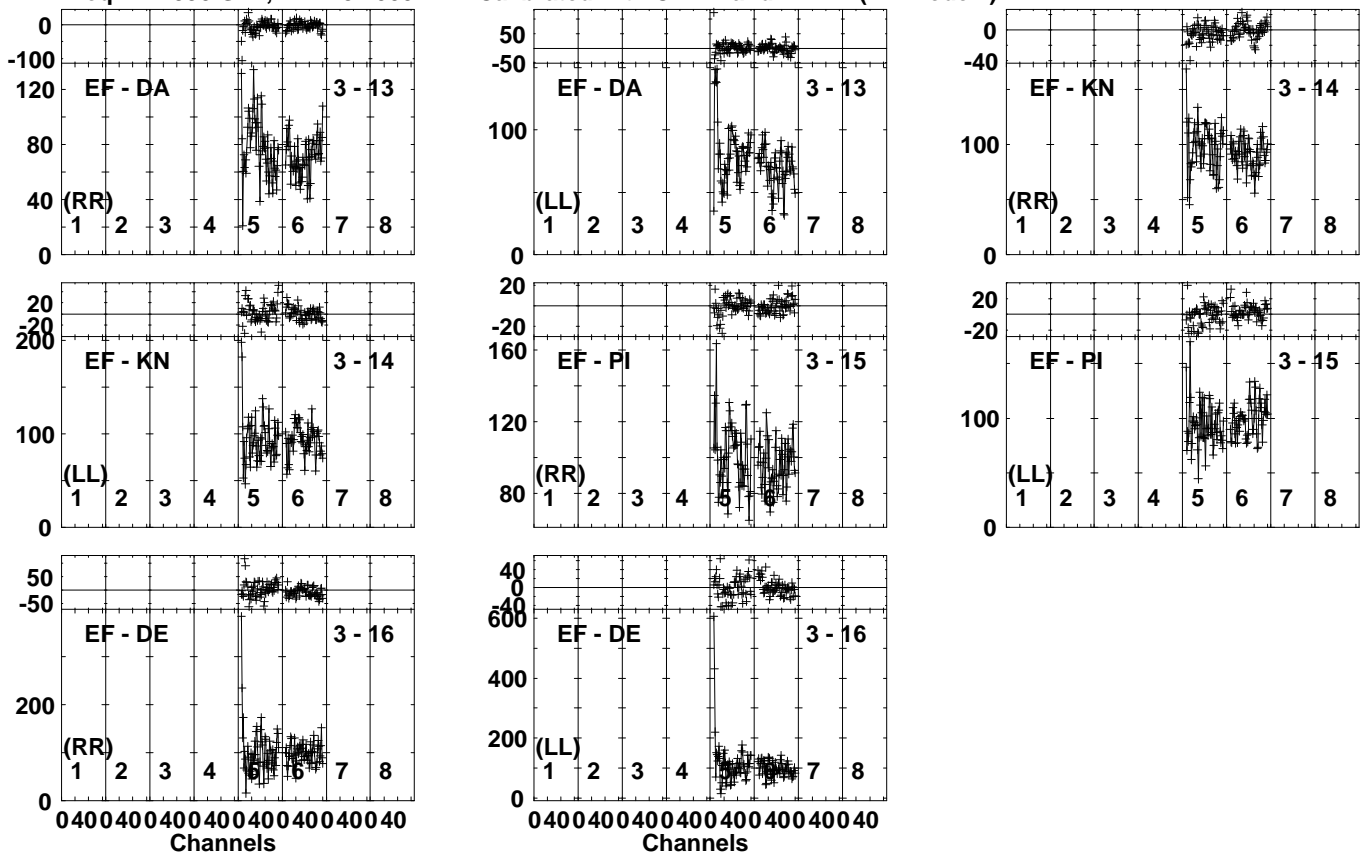 0
-100
120
80
40
0
EF - DA 3 - 13
(RR)
1 2 3 4 5 6 7 8
50
-50
100
0
EF - DA 3 - 13
(LL)
1 2 3 4 5 6 7 8
0
-40
100
0
EF - KN 3 - 14
(RR)
1 2 3 4 5 6 7 8
20
-20
200
100
0
EF - KN 3 - 14
(LL)
1 2 3 4 5 6 7 8
20
-20
160
120
80
EF - PI 3 - 15
(RR)
1 2 3 4 5 6 7 8
20
-20
100
0
EF - PI 3 - 15
(LL)
1 2 3 4 5 6 7 8
50
-50
200
0
EF - DE 3 - 16
(RR)
1 2 3 4 5 6 7 8
0 40 0 40 0 40 0 40 0 40 0 40 0 40 0 40
Channels
40
0
-40
600
400
200
0
EF - DE 3 - 16
(LL)
1 2 3 4 5 6 7 8
0 40 0 40 0 40 0 40 0 40 0 40 0 40 0 40
Channels